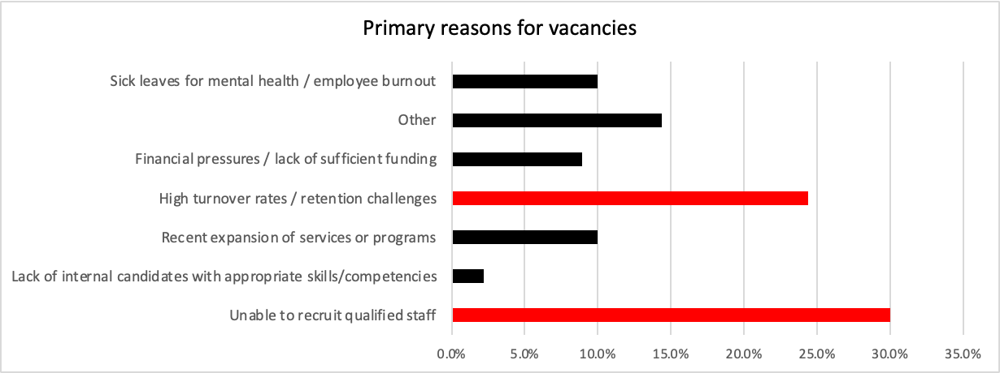 Primary reasons for vacancies
Sick leaves for mental health / employee burnout
Other
Financial pressures / lack of sufficient funding
High turnover rates / retention challenges
Recent expansion of services or programs
Lack of internal candidates with appropriate skills/competencies
Unable to recruit qualified staff
0.0% 5.0% 10.0% 15.0% 20.0% 25.0% 30.0% 35.0%